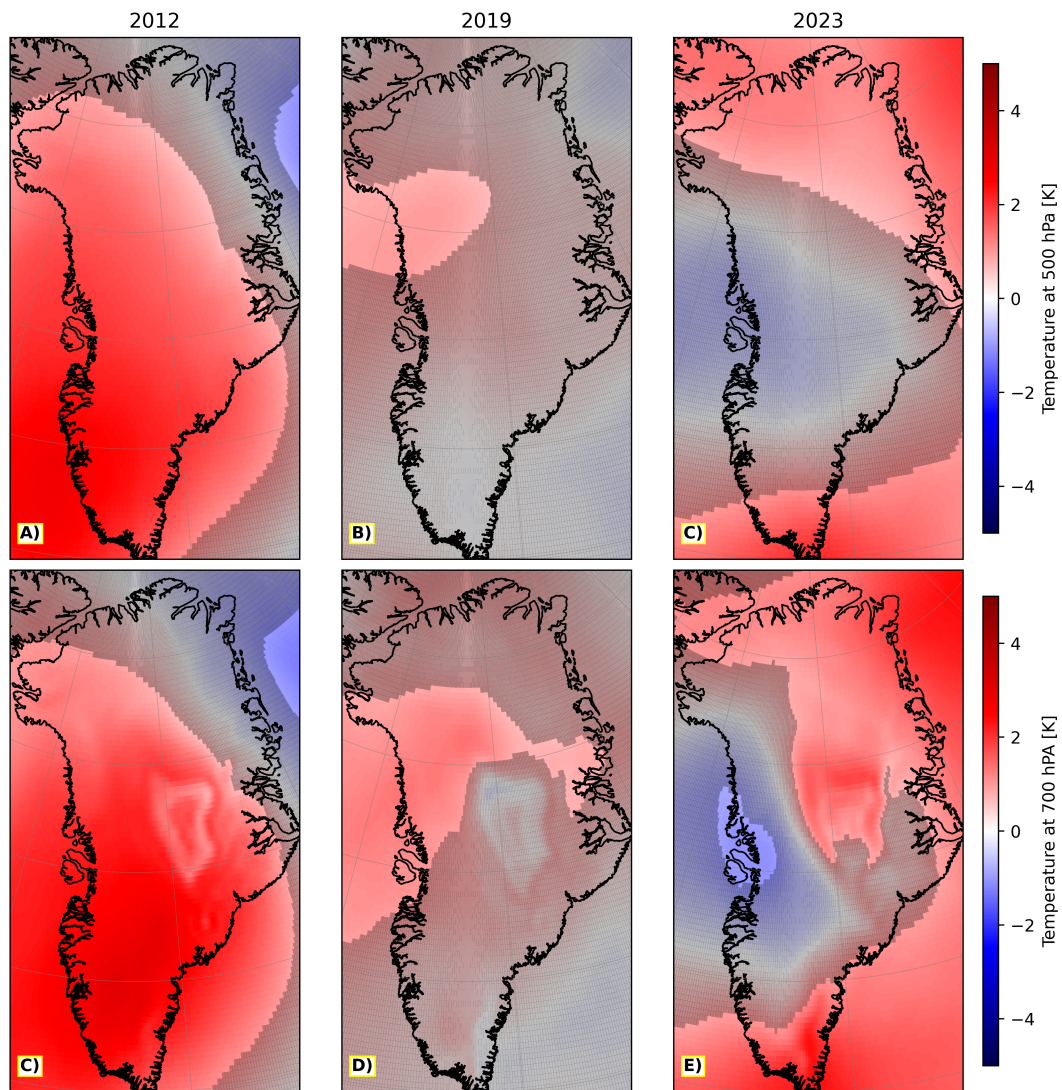 2012
2019
2023
A)
B)
C)
4
2
0
−2
−4
Temperature at 500 hPa [K]
C)
D)
E)
4
2
0
−2
−4
Temperature at 700 hPA [K]